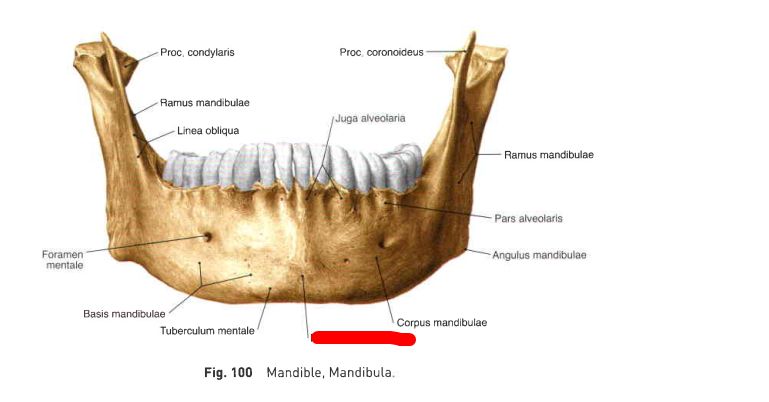 Proc. condylaris
Proc. coronoideus
Ramus mandibulae
Juga alveolaria
Linea obliqua
Ramus mandibulae
Pars alveolaris
Foramen
mentale
Angulus mandibulae
Basis mandibulae
Corpus mandibulae
Tuberculum mentale
Fig. 100 Mandible, Mandibula.